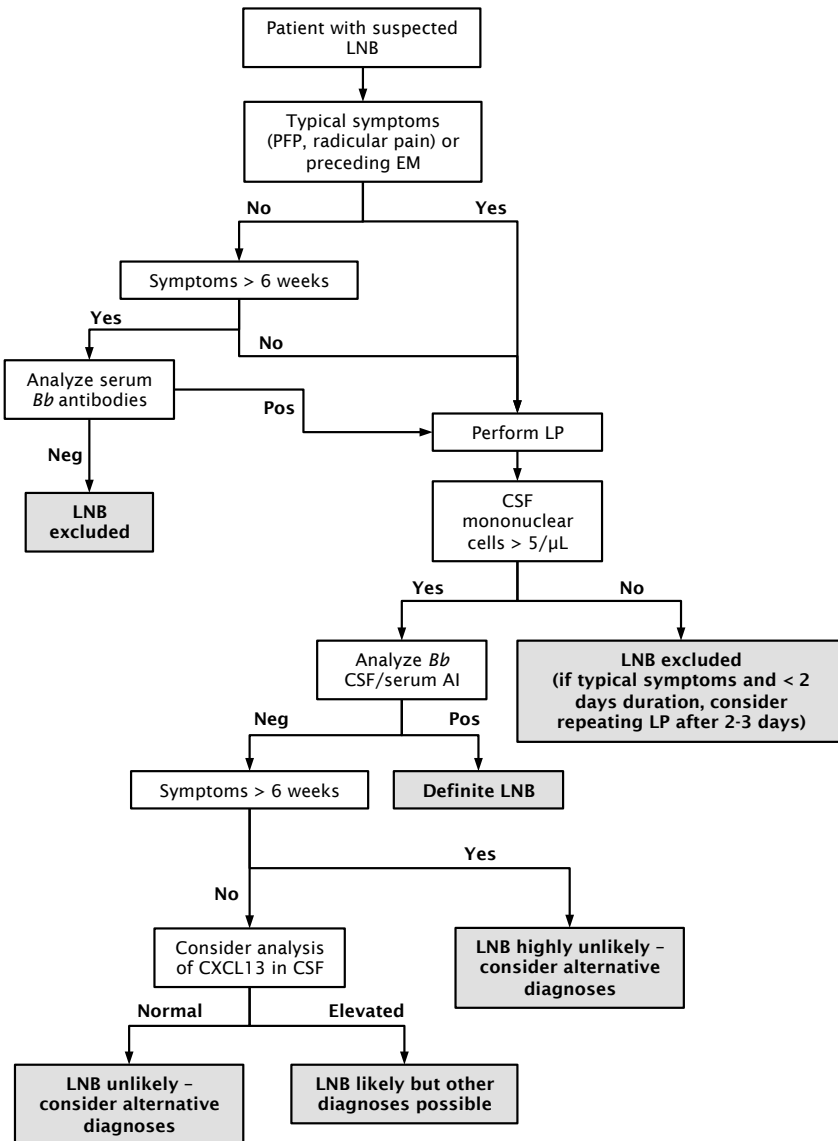 Patient with suspected
LNB
Typical symptoms
(PFP, radicular pain) or
preceding EM
No
Yes
Symptoms > 6 weeks
Yes
No
Analyze serum
Bb antibodies
Pos
Perform LP
Neg
LNB
excluded
CSF
mononuclear
cells > 5/µL
Yes
No
Analyze Bb
CSF/serum AI
LNB excluded
(if typical symptoms and < 2
days duration, consider
repeating LP after 2-3 days)
Neg
Pos
Symptoms > 6 weeks
Definite LNB
Yes
No
Consider analysis
of CXCL13 in CSF
LNB highly unlikely –
consider alternative
diagnoses
Normal
Elevated
LNB unlikely –
consider alternative
diagnoses
LNB likely but other
diagnoses possible